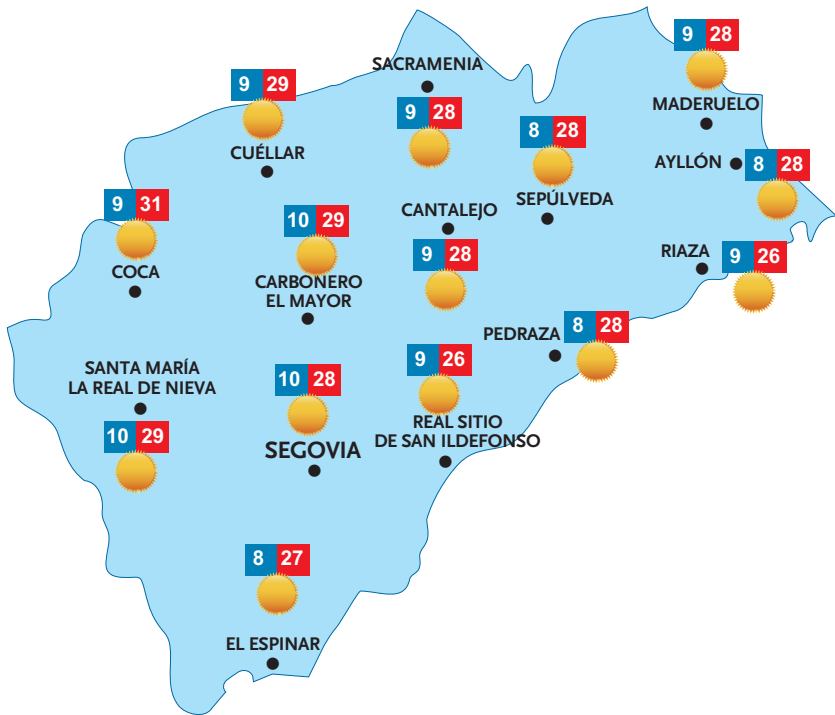 9 28
MADERUELO
9 29
CUÉLLAR
SACRAMENIA
9 28
8 28
SEPÚLVEDA
AYLLÓN
8 28
9 31
COCA
10 29
CARBONERO
EL MAYOR
CANTALEJO
9 28
RIAZA
9 26
PEDRAZA
8 28
SANTA MARÍA
LA REAL DE NIEVA
10 29
10 28
SEGOVIA
9 26
REAL SITIO
DE SAN ILDEFONSO
8 27
EL ESPINAR